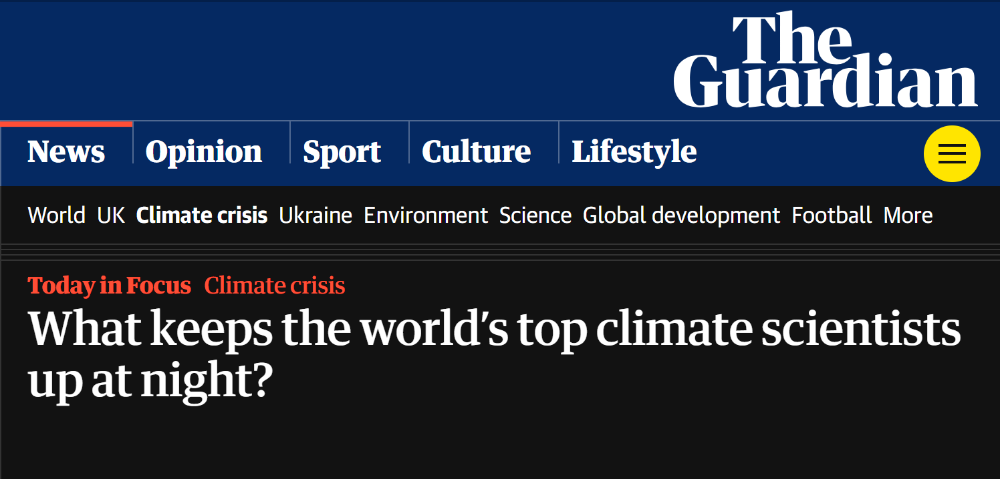 The
Guardian
News Opinion Sport Culture Lifestyle
World UK Climate crisis Ukraine Environment Science Global development Football More
Today in Focus Climate crisis
What keeps the world’s top climate scientists
up at night?